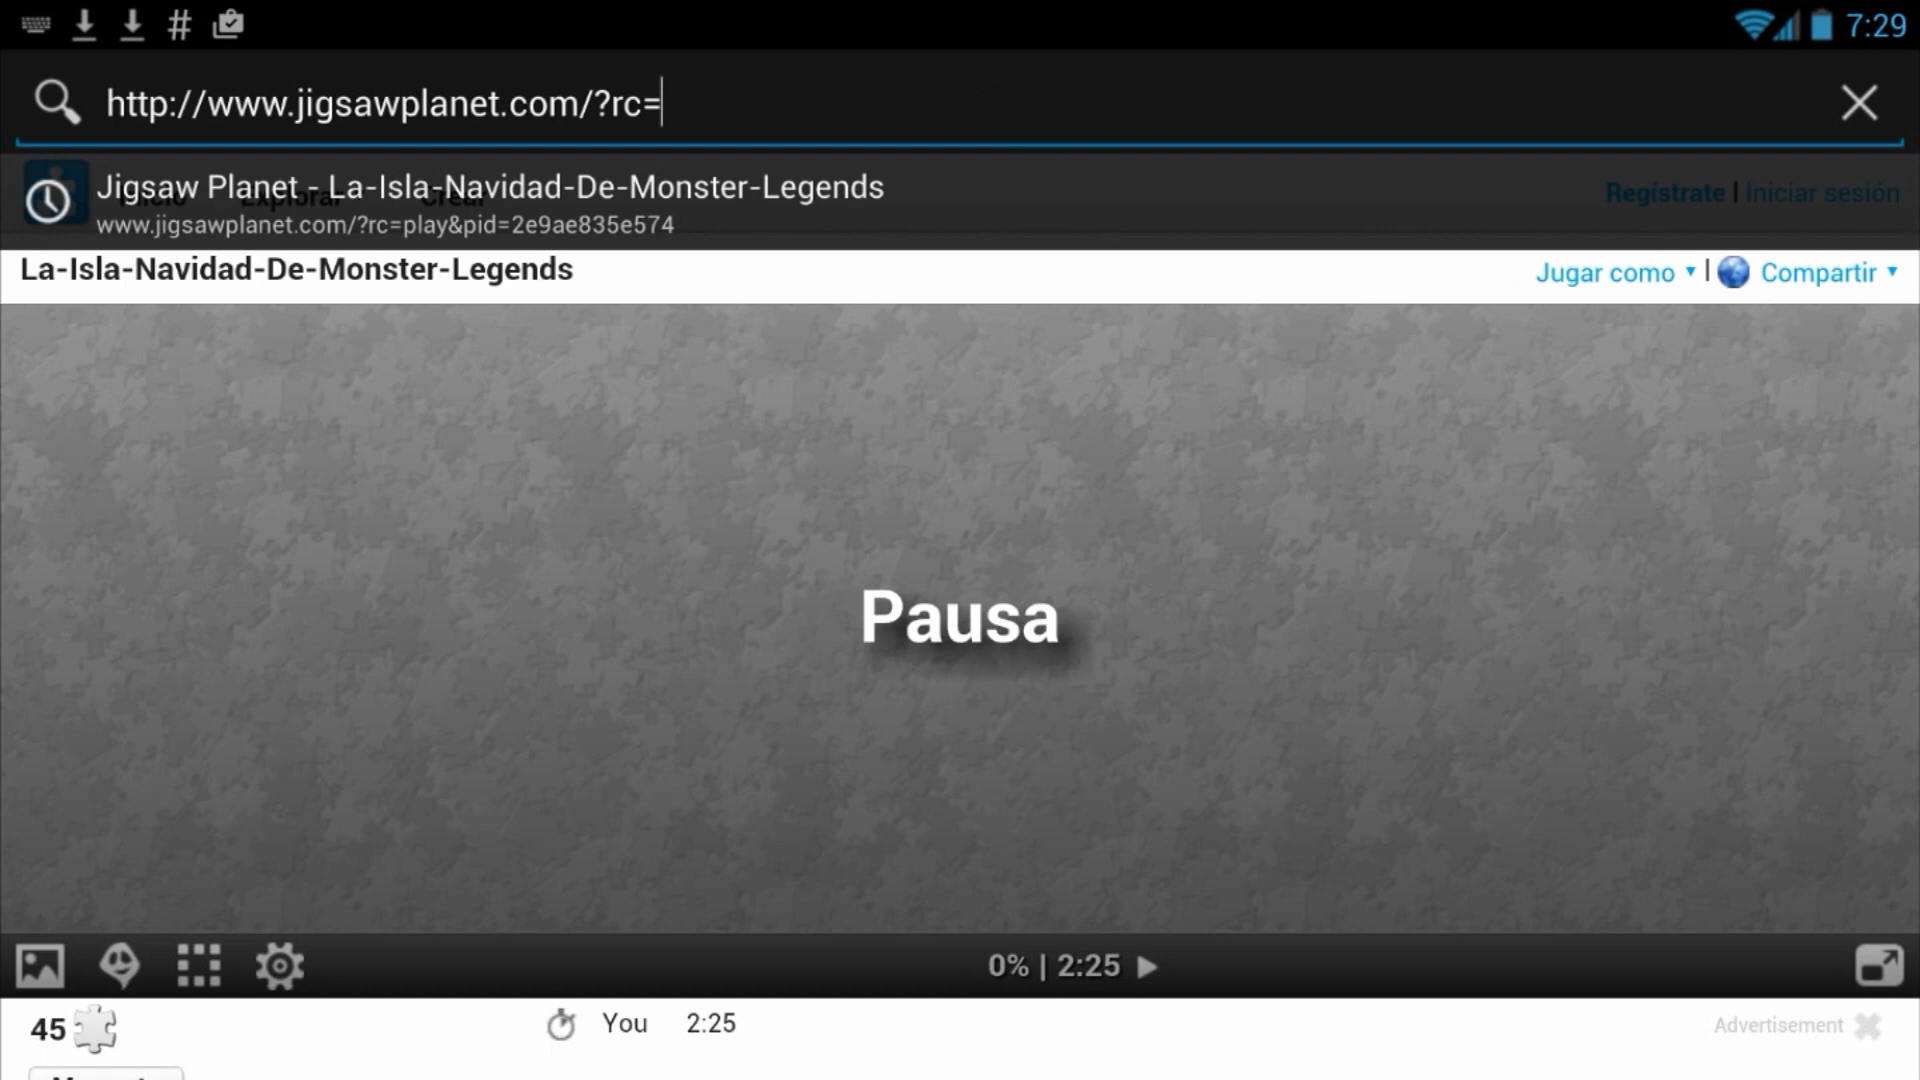 7:29
http://www.jigsawplanet.com/?rc=
Jigsaw Planet - La-Isla-Navidad-De-Monster-Legends
www.jigsawplanet.com/?rc=play&pid=2e9ae835e574
Regístrate | Iniciar sesión
La-Isla-Navidad-De-Monster-Legends
Jugar como | Compartir
Pausa
0% | 2:25
45
You 2:25
Advertisement